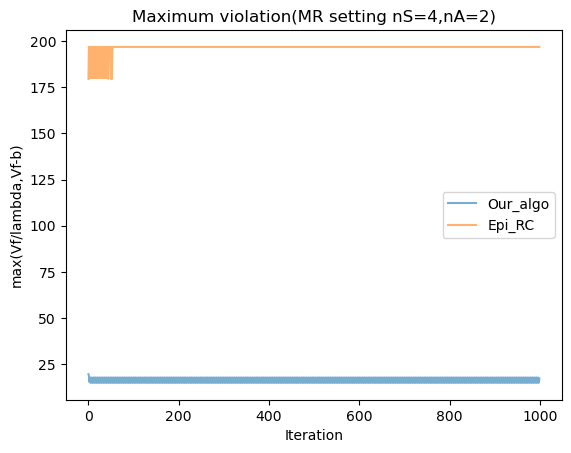 Maximum violation(MR setting nS=4,nA=2)
max(Vf/lambda,Vf-b)
200
175
150
125
100
75
50
25
Our_algo
Epi_RC
0 200 400 600 800 1000
Iteration